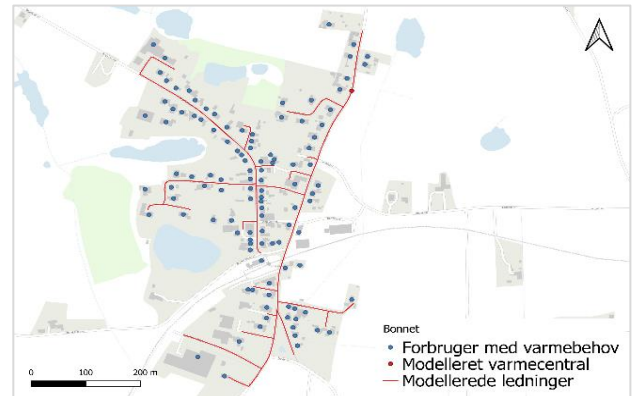 Bonnet
Forbruger med varmebehov
Modelleret varmecentral
Modellerede ledninger
0 100 200 m